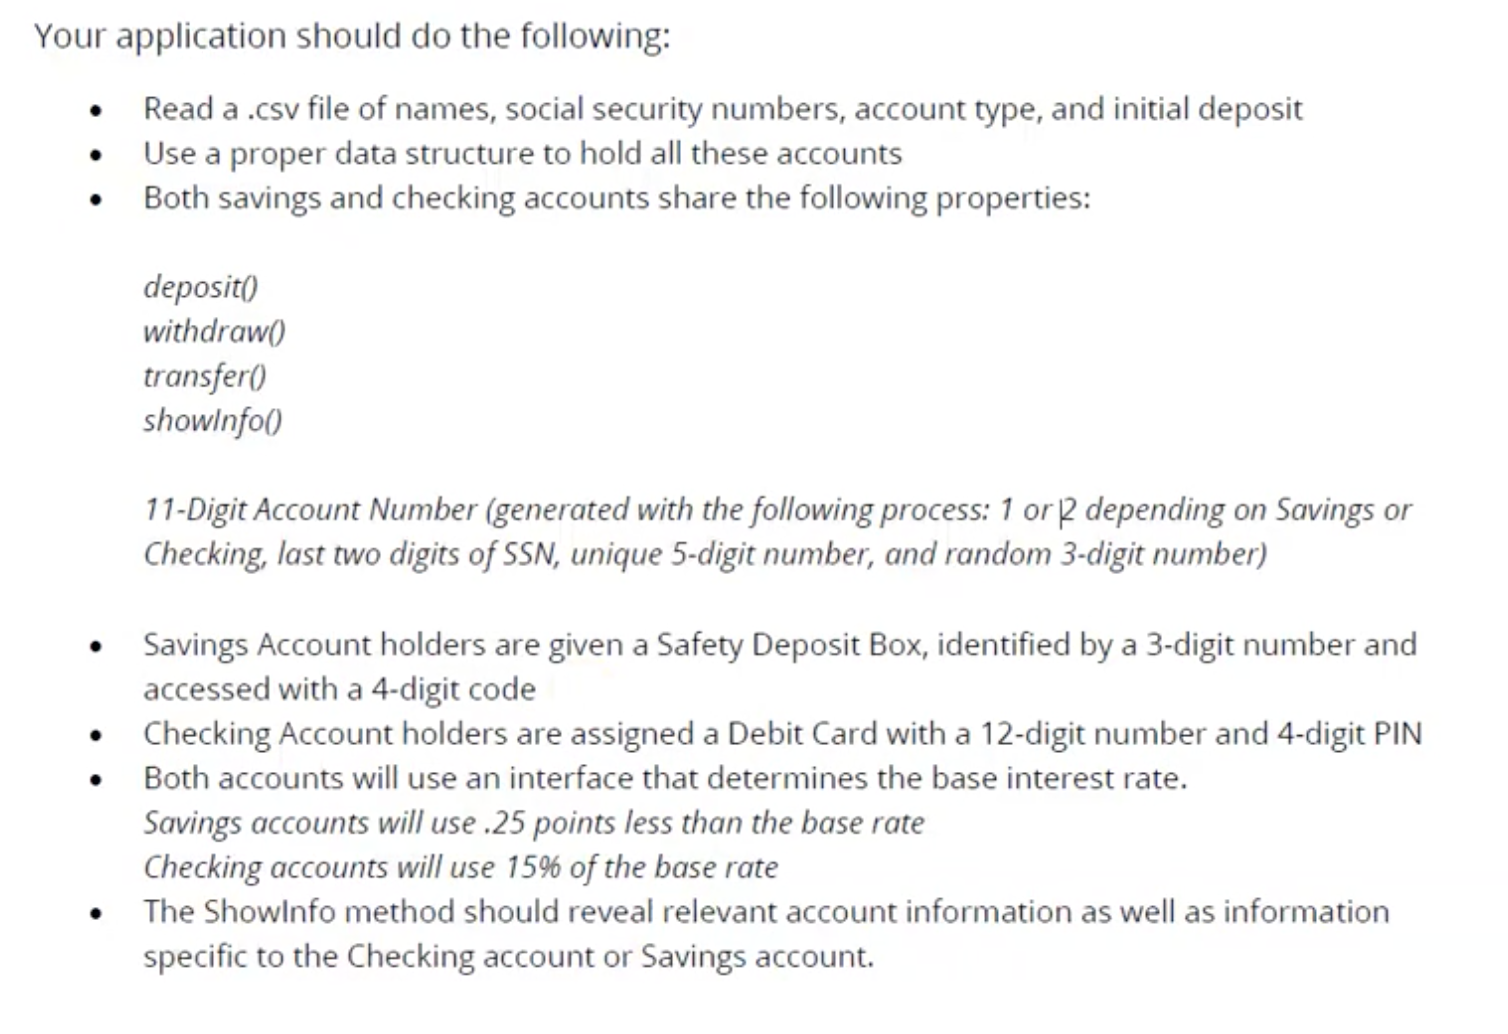 Your application should do the following:
• Read a .csv file of names, social security numbers, account type, and initial deposit
• Use a proper data structure to hold all these accounts
• Both savings and checking accounts share the following properties:
deposit()
withdraw()
transfer()
showInfo()
11-Digit Account Number (generated with the following process: 1 or 2 depending on Savings or
Checking, last two digits of SSN, unique 5-digit number, and random 3-digit number)
• Savings Account holders are given a Safety Deposit Box, identified by a 3-digit number and
accessed with a 4-digit code
• Checking Account holders are assigned a Debit Card with a 12-digit number and 4-digit PIN
• Both accounts will use an interface that determines the base interest rate.
Savings accounts will use .25 points less than the base rate
Checking accounts will use 15% of the base rate
• The ShowInfo method should reveal relevant account information as well as information
specific to the Checking account or Savings account.